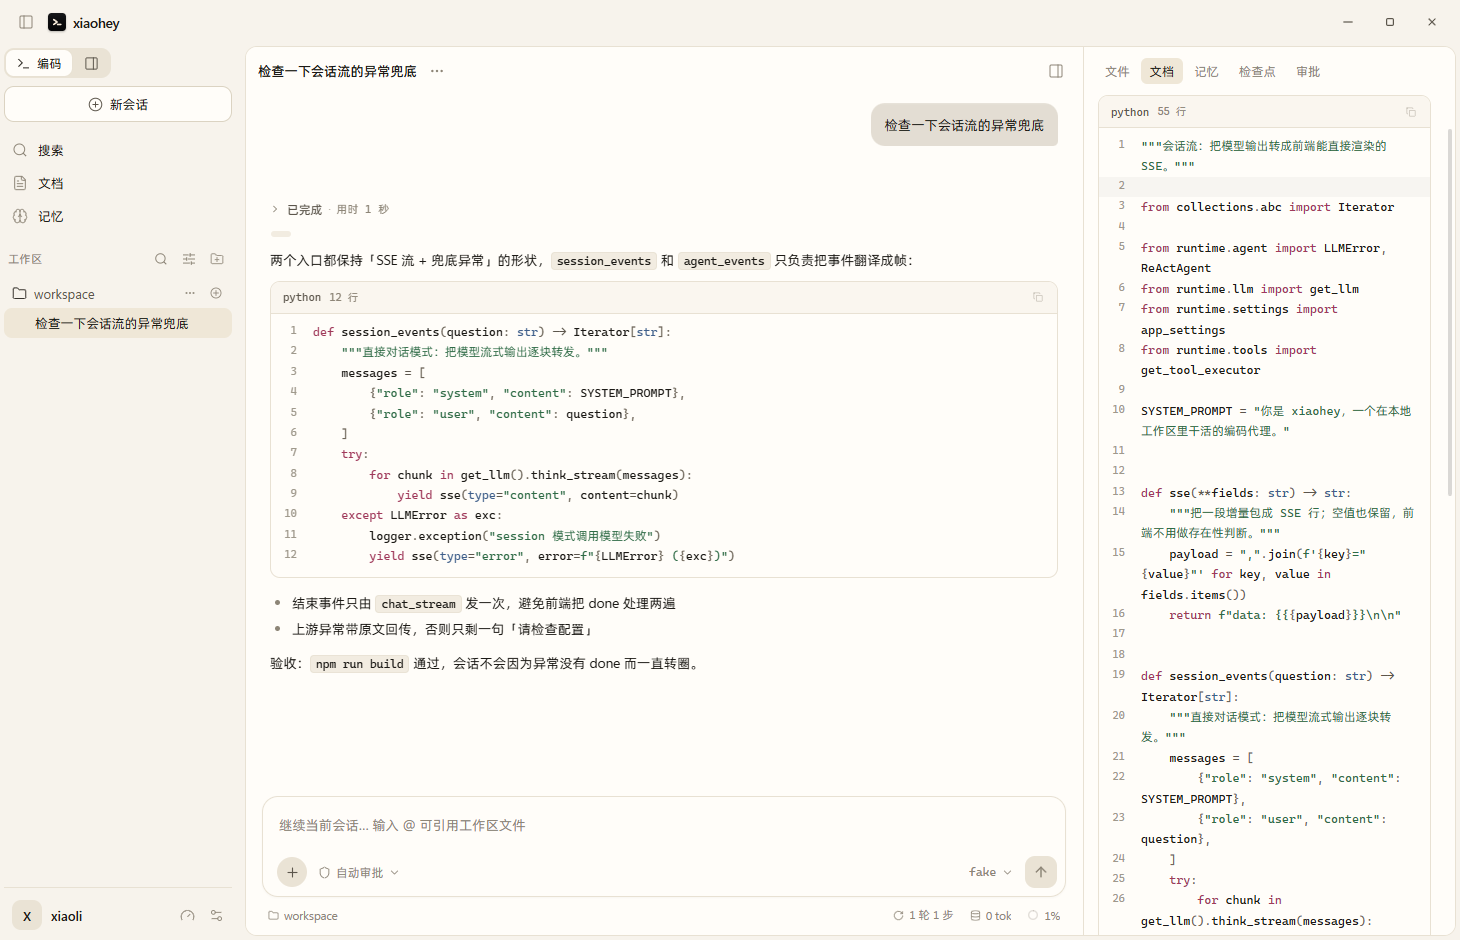 xiaohey
编码
新会话
搜索
文档
记忆
工作区
workspace
检查一下会话流的异常兜底
X xiaoli
检查一下会话流的异常兜底 ···
检查一下会话流的异常兜底
已完成 · 用时 1 秒
两个入口都保持「SSE 流 + 兜底异常」的形状，session_events 和 agent_events 只负责把事件翻译成帧：
python 12 行
1 def session_events(question: str) -> Iterator[str]:
2     """直接对话模式：把模型流式输出逐块转发。"""
3     messages = [
4         {"role": "system", "content": SYSTEM_PROMPT},
5         {"role": "user", "content": question},
6     ]
7     try:
8         for chunk in get_llm().think_stream(messages):
9             yield sse(type="content", content=chunk)
10     except LLMError as exc:
11         logger.exception("session 模式调用模型失败")
12         yield sse(type="error", error=f"{LLMError} ({exc})")
• 结束事件只由 chat_stream 发一次，避免前端把 done 处理两遍
• 上游异常带原文回传，否则只剩一句「请检查配置」
验收：npm run build 通过，会话不会因为异常没有 done 而一直转圈。
继续当前会话... 输入 @ 可引用工作区文件
自动审批
fake
workspace
1 轮 1 步
0 tok
1%
文件 文档 记忆 检查点 审批
python 55 行
1 """会话流：把模型输出转成前端能直接渲染的
SSE。"""
2
3 from collections.abc import Iterator
4
5 from runtime.agent import LLMError,
ReActAgent
6 from runtime.llm import get_llm
7 from runtime.settings import
app_settings
8 from runtime.tools import
get_tool_executor
9
10 SYSTEM_PROMPT = "你是 xiaohey，一个在本地
工作区里干活的编码代理。"
11
12
13 def sse(**fields: str) -> str:
14     """把一段增量包成 SSE 行；空值也保留，前
端不用做存在性判断。"""
15     payload = ",".join(f'{key}="
{value}"' for key, value in
fields.items())
16     return f"data: {{{payload}}}\n\n"
17
18
19 def session_events(question: str) ->
Iterator[str]:
20     """直接对话模式：把模型流式输出逐块转
发。"""
21     messages = [
22         {"role": "system", "content":
SYSTEM_PROMPT},
23         {"role": "user", "content":
question},
24     ]
25     try:
26         for chunk in
get_llm().think_stream(messages):